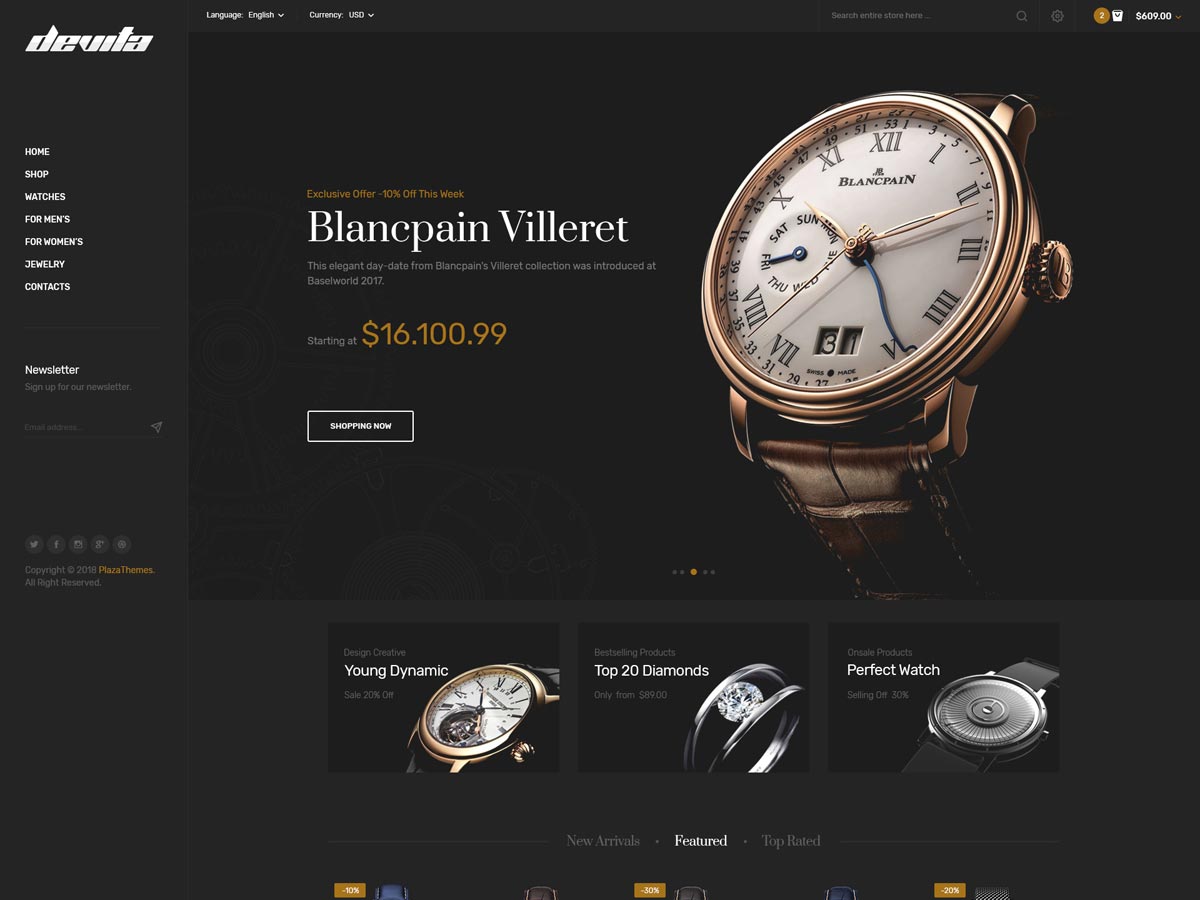 devita
Language: English
Currency: USD
Search entire store here ...
2
$609.00
HOME
SHOP
WATCHES
FOR MEN'S
FOR WOMEN'S
JEWELRY
CONTACTS
Newsletter
Sign up for our newsletter.
Email address...
Copyright © 2018 PlazaThemes.
All Right Reserved.
Exclusive Offer -10% Off This Week
Blancpain Villeret
This elegant day-date from Blancpain's Villeret collection was introduced at
Baselworld 2017.
Starting at $16.100.99
SHOPPING NOW
BLANCPAIN
SAT SUN MON
FRI
THU WED TUE
31
SWISS MADE
Design Creative
Young Dynamic
Sale 20% Off
Bestselling Products
Top 20 Diamonds
Only from $89.00
Onsale Products
Perfect Watch
Selling Off 30%
New Arrivals • Featured • Top Rated
-10%
-30%
-20%